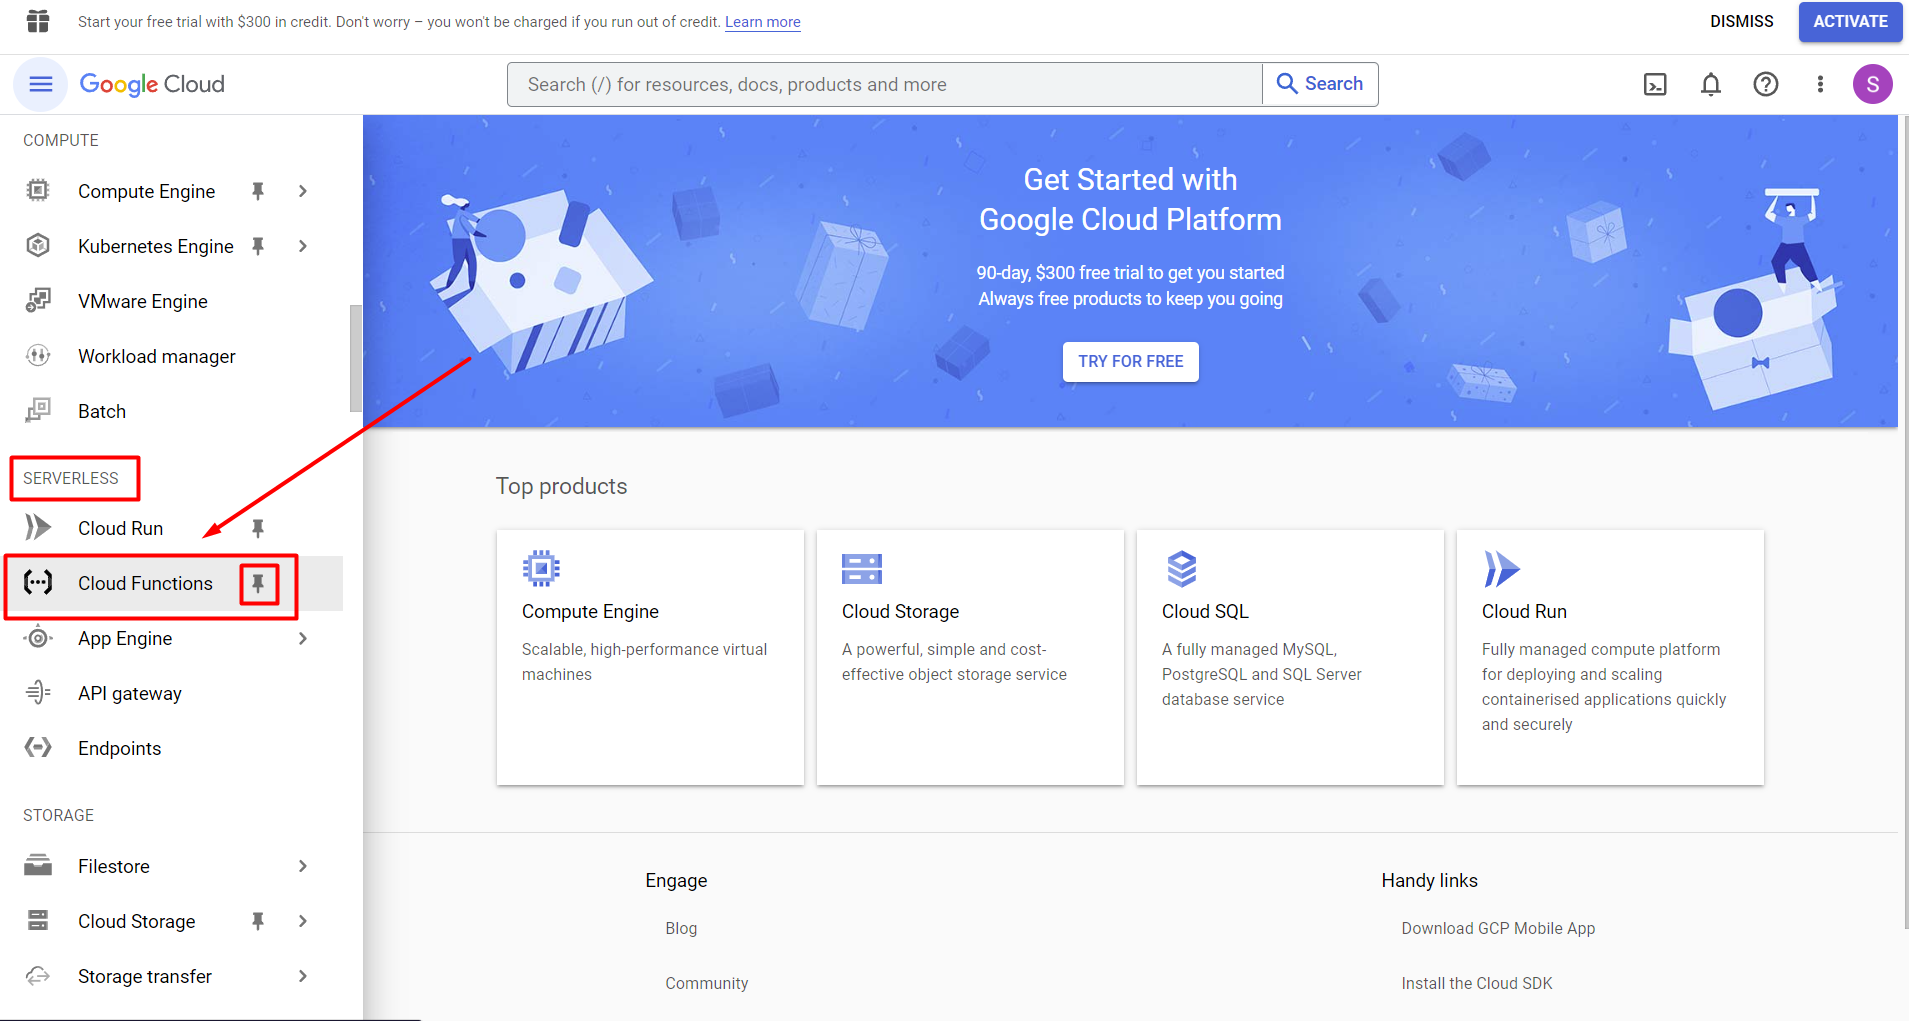 Start your free trial with $300 in credit. Don't worry – you won't be charged if you run out of credit. Learn more
DISMISS
ACTIVATE
Google Cloud
Search (/) for resources, docs, products and more
Search
S
COMPUTE
Compute Engine
Kubernetes Engine
VMware Engine
Workload manager
Batch
SERVERLESS
Cloud Run
Cloud Functions
App Engine
API gateway
Endpoints
STORAGE
Filestore
Cloud Storage
Storage transfer
Get Started with
Google Cloud Platform
90-day, $300 free trial to get you started
Always free products to keep you going
TRY FOR FREE
Top products
Compute Engine
Scalable, high-performance virtual
machines
Cloud Storage
A powerful, simple and cost-
effective object storage service
Cloud SQL
A fully managed MySQL,
PostgreSQL and SQL Server
database service
Cloud Run
Fully managed compute platform
for deploying and scaling
containerised applications quickly
and securely
Engage
Blog
Community
Handy links
Download GCP Mobile App
Install the Cloud SDK